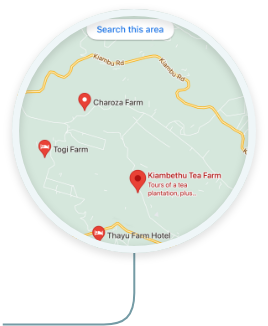 Search this area
Kiambu Rd
Kiambu Rd
Charoza Farm
Togi Farm
Kiambethu Tea Farm
Tours of a tea
plantation, plus...
Thayu Farm Hotel